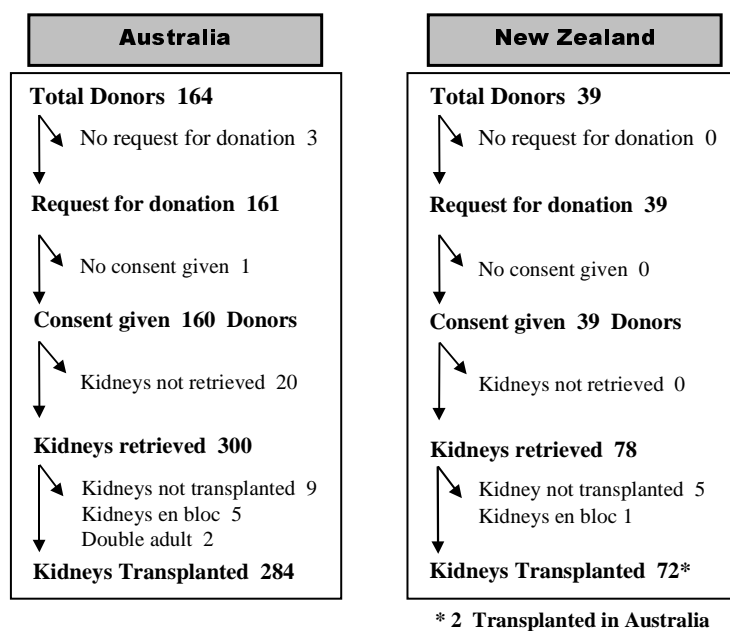 Australia
Total Donors 164
No request for donation 3
Request for donation 161
No consent given 1
Consent given 160 Donors
Kidneys not retrieved 20
Kidneys retrieved 300
Kidneys not transplanted 9
Kidneys en bloc 5
Double adult 2
Kidneys Transplanted 284
New Zealand
Total Donors 39
No request for donation 0
Request for donation 39
No consent given 0
Consent given 39 Donors
Kidneys not retrieved 0
Kidneys retrieved 78
Kidney not transplanted 5
Kidneys en bloc 1
Kidneys Transplanted 72*
* 2 Transplanted in Australia